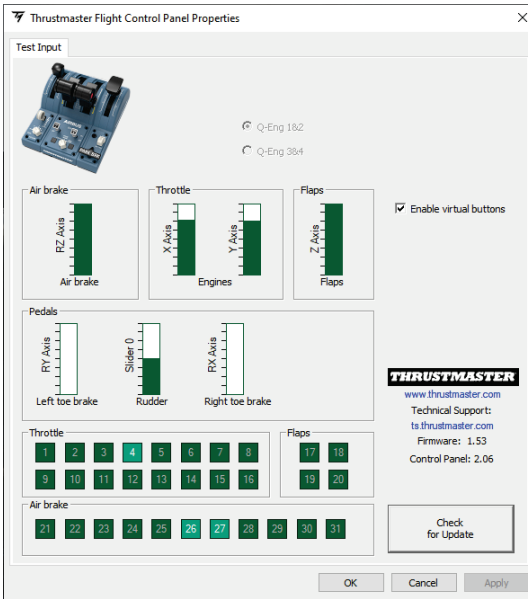 Thrustmaster Flight Control Panel Properties
Test Input
Q-Eng 1&2
Q-Eng 3&4
Air brake
Throttle
Flaps
Enable virtual buttons
RZ Axis
X Axis
Y Axis
Z Axis
Air brake
Engines
Flaps
Pedals
RY Axis
Slider 0
RX Axis
Left toe brake
Rudder
Right toe brake
THRUSTMASTER
www.thrustmaster.com
Technical Support:
ts.thrustmaster.com
Firmware: 1.53
Control Panel: 2.06
Throttle
1 2 3 4 5 6 7 8
9 10 11 12 13 14 15 16
Flaps
17 18
19 20
Air brake
21 22 23 24 25 26 27 28 29 30 31
Check
for Update
OK
Cancel
Apply